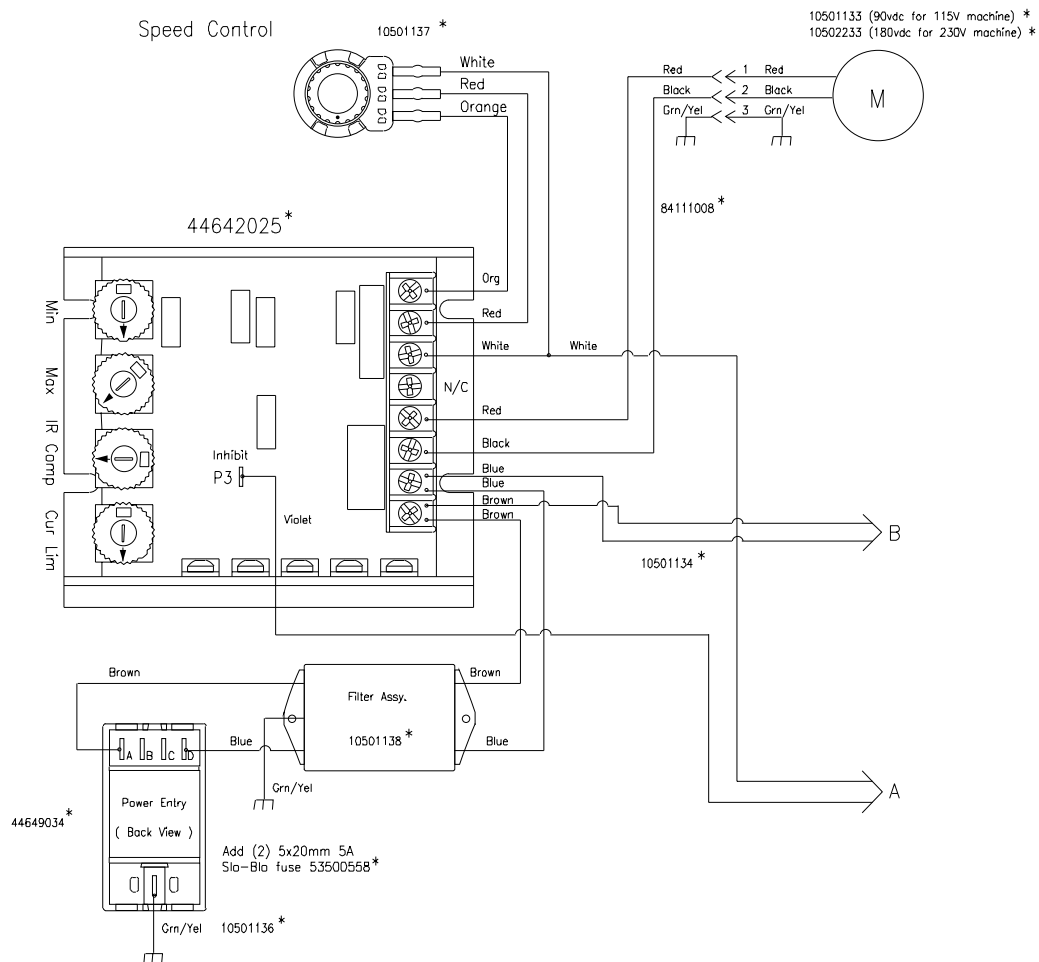 Speed Control
10501137 *
10501133 (90vdc for 115V machine) *
10502233 (180vdc for 230V machine) *
White
Red
Orange
Red 1 Red
Black 2 Black
Grn/Yel 3 Grn/Yel
M
84111008 *
44642025 *
Min
Max
IR Comp
Cur Lim
Org
Red
White
White
N/C
Red
Black
Blue
Blue
Brown
Brown
Inhibit
P3
Violet
B
10501134 *
Brown
Brown
Filter Assy.
10501138 *
Blue
Blue
A B C D
Grn/Yel
A
Power Entry
( Back View )
44649034 *
Add (2) 5x20mm 5A
Slo-Blo fuse 53500558 *
Grn/Yel 10501136 *